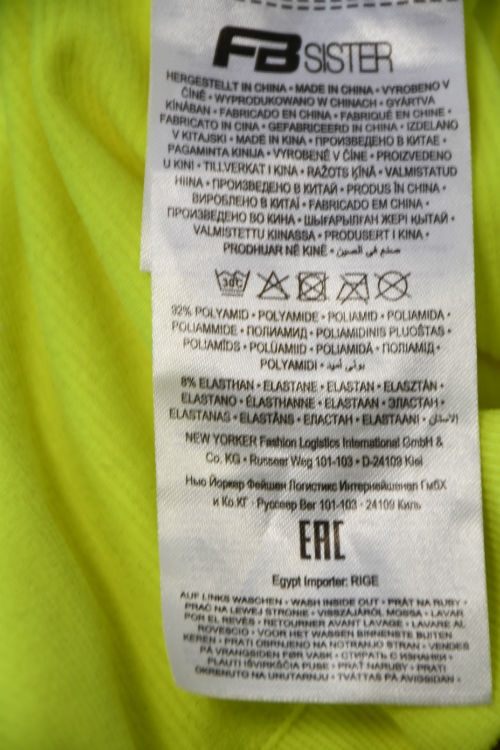 FB SISTER
HERGESTELLT IN CHINA • MADE IN CHINA • VYROBENO V
ČÍNĚ • WYPRODUKOWANO W CHINACH • GYÁRTVA
KÍNÁBAN • FABRICADO EN CHINA • FABRIQUÉ EN CHINE •
FABRICATO IN CINA • GEFABRICEERD IN CHINA • IZDELANO
V KITAJSKI • MADE IN KINA • ПРОИЗВЕДЕНО В КИТАЕ •
PAGAMINTA KINIJA • VYROBENÉ V ČÍNE • PROIZVEDENO
U KINI • TILLVERKAT I KINA • RAŽOTS ĶĪNĀ • VALMISTATUD
HIINA • ПРОИЗВЕДЕНО В КИТАЙ • PRODUS ÎN CHINA •
ВИРОБЛЕНО В КИТАЇ • FABRICADO EM CHINA •
ПРОИЗВЕДЕНО ВО КИНА • ШЫҒАРЫЛҒАН ЖЕРІ ҚЫТАЙ •
VALMISTETTU KIINASSA • PRODUSERT I KINA •
PRODHUAR NË KINË • صنع في الصين
30°C
92% POLYAMID • POLYAMIDE • POLIAMID • POLIAMIDA •
POLIAMMIDE • ПОЛИАМИД • POLIAMIDINIS PLUOŠTAS •
POLIAMĪDS • POLÜAMIID • POLIAMIDĂ • ПОЛІАМІД •
POLYAMIDI • بولي أميد
8% ELASTHAN • ELASTANE • ELASTAN • ELASZTÁN •
ELASTANO • ÉLASTHANNE • ELASTAAN • ЭЛАСТАН •
ELASTANAS • ELASTĀNS • ЕЛАСТАН • ELASTAANI •
NEW YORKER Fashion Logistics International GmbH &
Co. KG • Russeer Weg 101-103 • D-24109 Kiel
Нью Йоркер Фейшен Логистикс Интернейшенел ГмбХ
и Ко.КГ · Руссеер Вег 101-103 · 24109 Киль
EAC
Egypt Importer: RIGE
AUF LINKS WASCHEN • WASH INSIDE OUT • PRÁT NA RUBY •
PRAĆ NA LEWEJ STRONIE • VISSZÁJÁRÓL MOSSA • LAVAR
POR EL REVÉS • RETOURNER AVANT LAVAGE • LAVARE AL
ROVESCIO • VOOR HET WASSEN BINNENSTE BUITEN
KEREN • PRATI OBRNJENO NA NOTRANJO STRAN • VENDES
PÅ VRANGSIDEN FØR VASK • СТИРАТЬ С ИЗНАНКИ •
PLAUTI IŠVIRKŠČIA PUSE • PRAŤ NARUBY • PRATI
OKRENUTO NA UNUTARNJU • TVÄTTAS PÅ AVIGSIDAN •